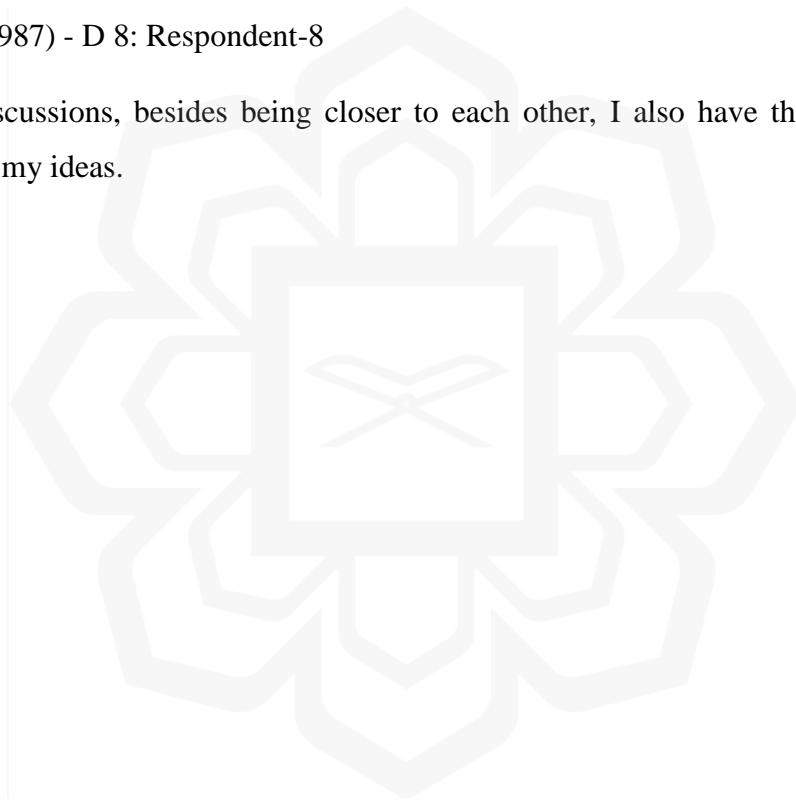 987) - D 8: Respondent-8
scussions, besides being closer to each other, I also have th
my ideas.